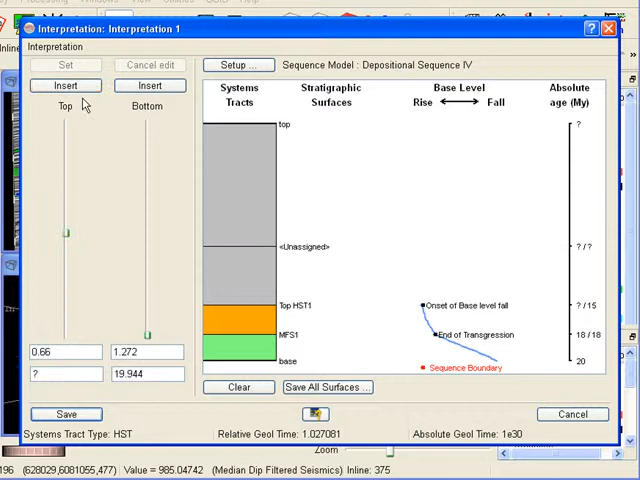 Interpretation: Interpretation 1
Interpretation
Set
Cancel edit
Setup ...
Sequence Model : Depositional Sequence IV
Insert
Insert
Top
Bottom
Systems Tracts
Stratigraphic Surfaces
Base Level
Rise
Fall
Absolute age (My)
top
?
<Unassigned>
? / ?
Top HST1
Onset of Base level fall
? / 15
MFS1
End of Transgression
18 / 18
base
Sequence Boundary
20
0.66
1.272
?
19.944
Clear
Save All Surfaces ...
Save
Cancel
Systems Tract Type: HST
Relative Geol Time: 1.027081
Absolute Geol Time: 1e30
Zoom
196
(628029,6081055,477)
Value = 985.04742
(Median Dip Filtered Seismics)
Inline: 375